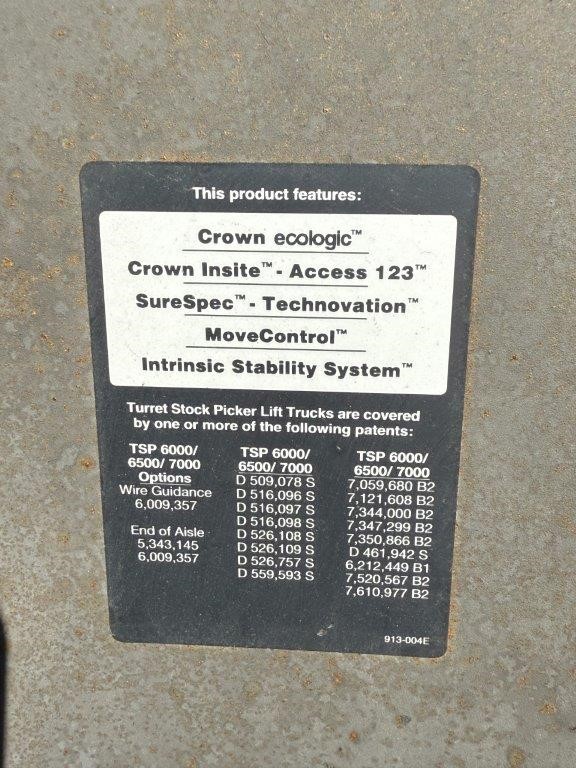 This product features:
Crown ecologic™
Crown Insite™ - Access 123™
SureSpec™ - Technovation™
MoveControl™
Intrinsic Stability System™
Turret Stock Picker Lift Trucks are covered
by one or more of the following patents:
TSP 6000/
6500/ 7000
Options
Wire Guidance
6,009,357
End of Aisle
5,343,145
6,009,357
TSP 6000/
6500/ 7000
D 509,078 S
D 516,096 S
D 516,097 S
D 516,098 S
D 526,108 S
D 526,109 S
D 526,757 S
D 559,593 S
TSP 6000/
6500/ 7000
7,059,680 B2
7,121,608 B2
7,344,000 B2
7,347,299 B2
7,350,866 B2
D 461,942 S
6,212,449 B1
7,520,567 B2
7,610,977 B2
913-004E